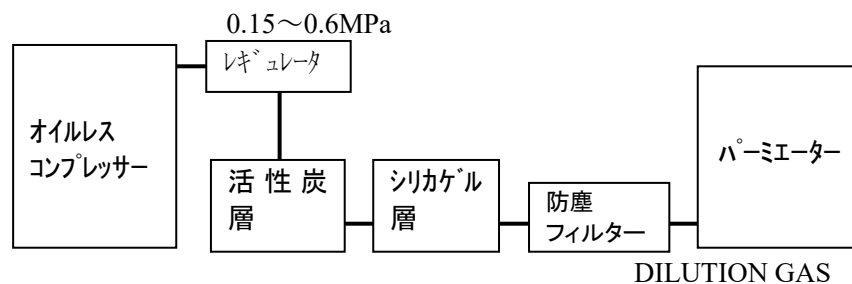 0.15～0.6MPa
ﾚｷﾞｭﾚｰﾀ
オイルレス
コンプレッサー
活性炭
層
シリカゲル
層
防塵
フィルター
パーミエーター
DILUTION GAS